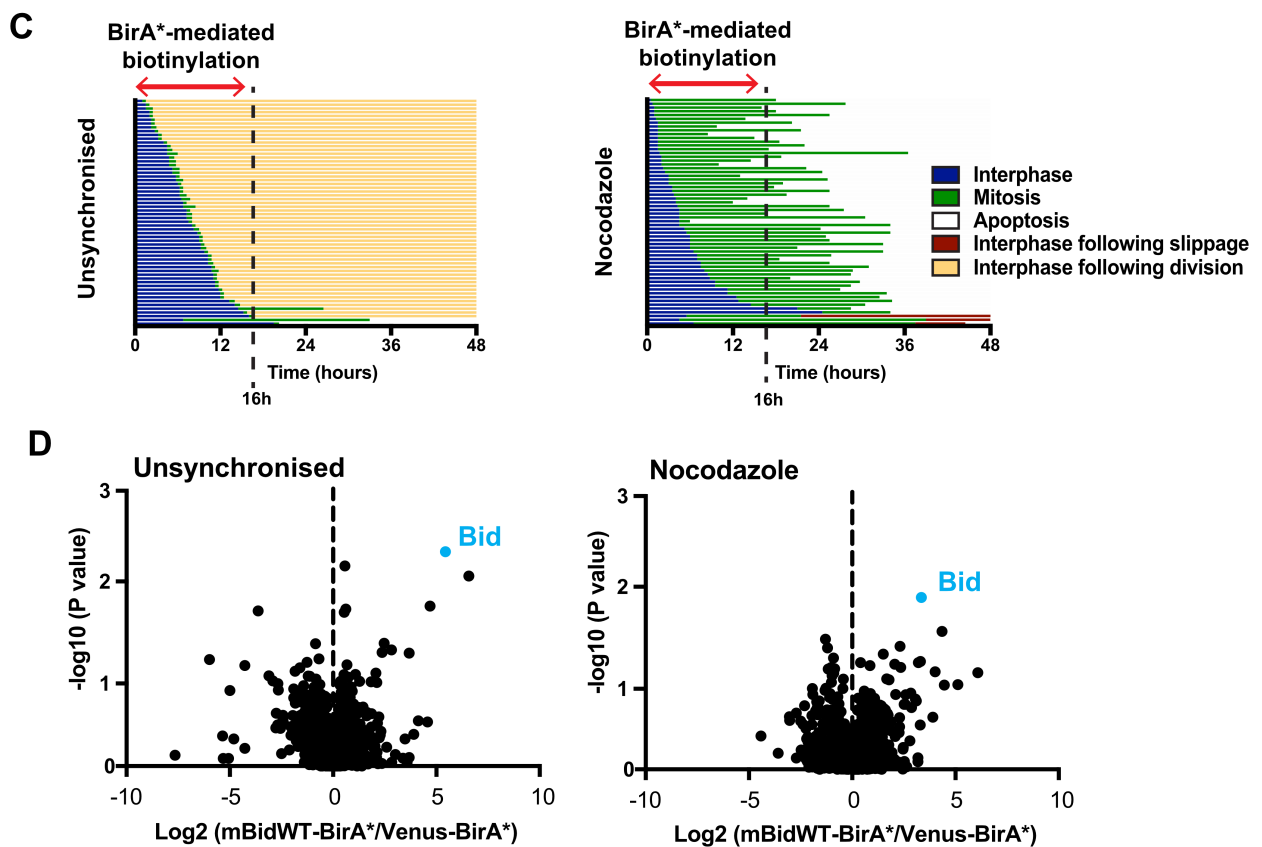 C
BirA*-mediated
biotinylation
Unsynchronised
0 12 24 36 48
Time (hours)
16h
BirA*-mediated
biotinylation
Nocodazole
0 12 24 36 48
Time (hours)
16h
Interphase
Mitosis
Apoptosis
Interphase following slippage
Interphase following division
D
Unsynchronised
Bid
-log10 (P value)
3
2
1
0
-10 -5 0 5 10
Log2 (mBidWT-BirA*/Venus-BirA*)
Nocodazole
Bid
-log10 (P value)
3
2
1
0
-10 -5 0 5 10
Log2 (mBidWT-BirA*/Venus-BirA*)